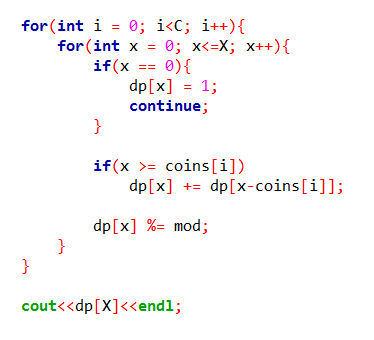 for(int i = 0; i<C; i++){
    for(int x = 0; x<=X; x++){
        if(x == 0){
            dp[x] = 1;
            continue;
        }

        if(x >= coins[i])
            dp[x] += dp[x-coins[i]];

        dp[x] %= mod;
    }
}

cout<<dp[X]<<endl;